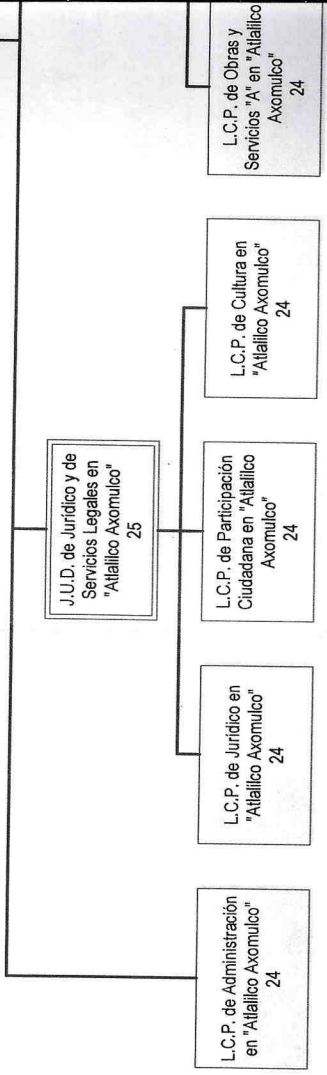 J.U.D. de Jurídico y de
Servicios Legales en
"Atlalilco Axomulco"
25
L.C.P. de Administración
en "Atlalilco Axomulco"
24
L.C.P. de Jurídico en
"Atlalilco Axomulco"
24
L.C.P. de Participación
Ciudadana en "Atlalilco
Axomulco"
24
L.C.P. de Cultura en
"Atlalilco Axomulco"
24
L.C.P. de Obras y
Servicios "A" en "Atlalilco
Axomulco"
24